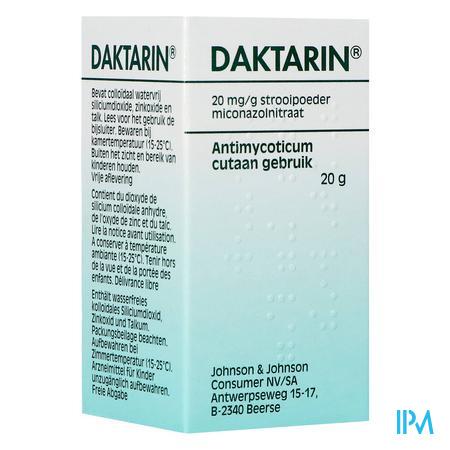 DAKTARIN®
Bevat colloïdaal watervrij
siliciumdioxide, zinkoxide en
talk. Lees voor het gebruik de
bijsluiter. Bewaren bij
kamertemperatuur (15-25°C).
Buiten het zicht en bereik van
kinderen houden.
Vrije aflevering
Contient du dioxyde de
silicium colloïdale anhydre,
de l'oxyde de zinc et du talc.
Lire la notice avant utilisation.
A conserver à température
ambiante (15-25°C). Tenir hors
de la vue et de la portée des
enfants. Délivrance libre
Enthält wasserfreies
kolloidales Siliciumdioxid,
Zinkoxid und Talkum.
Packungsbeilage beachten.
Aufbewahren bei
Zimmertemperatur (15-25°C).
Arzneimittel für Kinder
unzugänglich aufbewahren.
Freie Abgabe
DAKTARIN®
20 mg/g strooipoeder
miconazolnitraat
Antimycoticum
cutaan gebruik
20 g
Johnson & Johnson
Consumer NV/SA
Antwerpseweg 15-17,
B-2340 Beerse
IPM